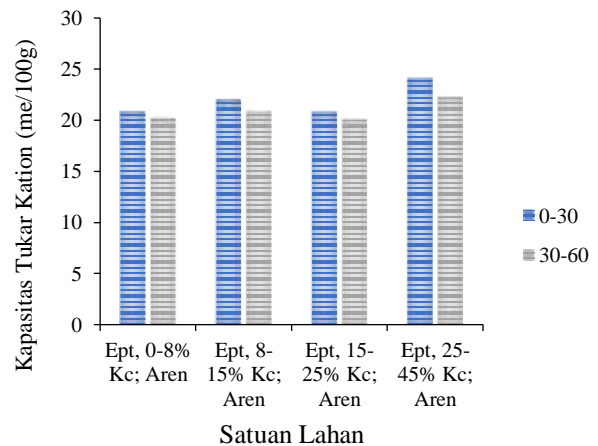 Kapasitas Tukar Kation (me/100g)
30
25
20
15
10
5
0
Ept, 0-8%
Kc; Aren
Ept, 8-
15% Kc;
Aren
Ept, 15-
25% Kc;
Aren
Ept, 25-
45% Kc;
Aren
Satuan Lahan
0-30
30-60